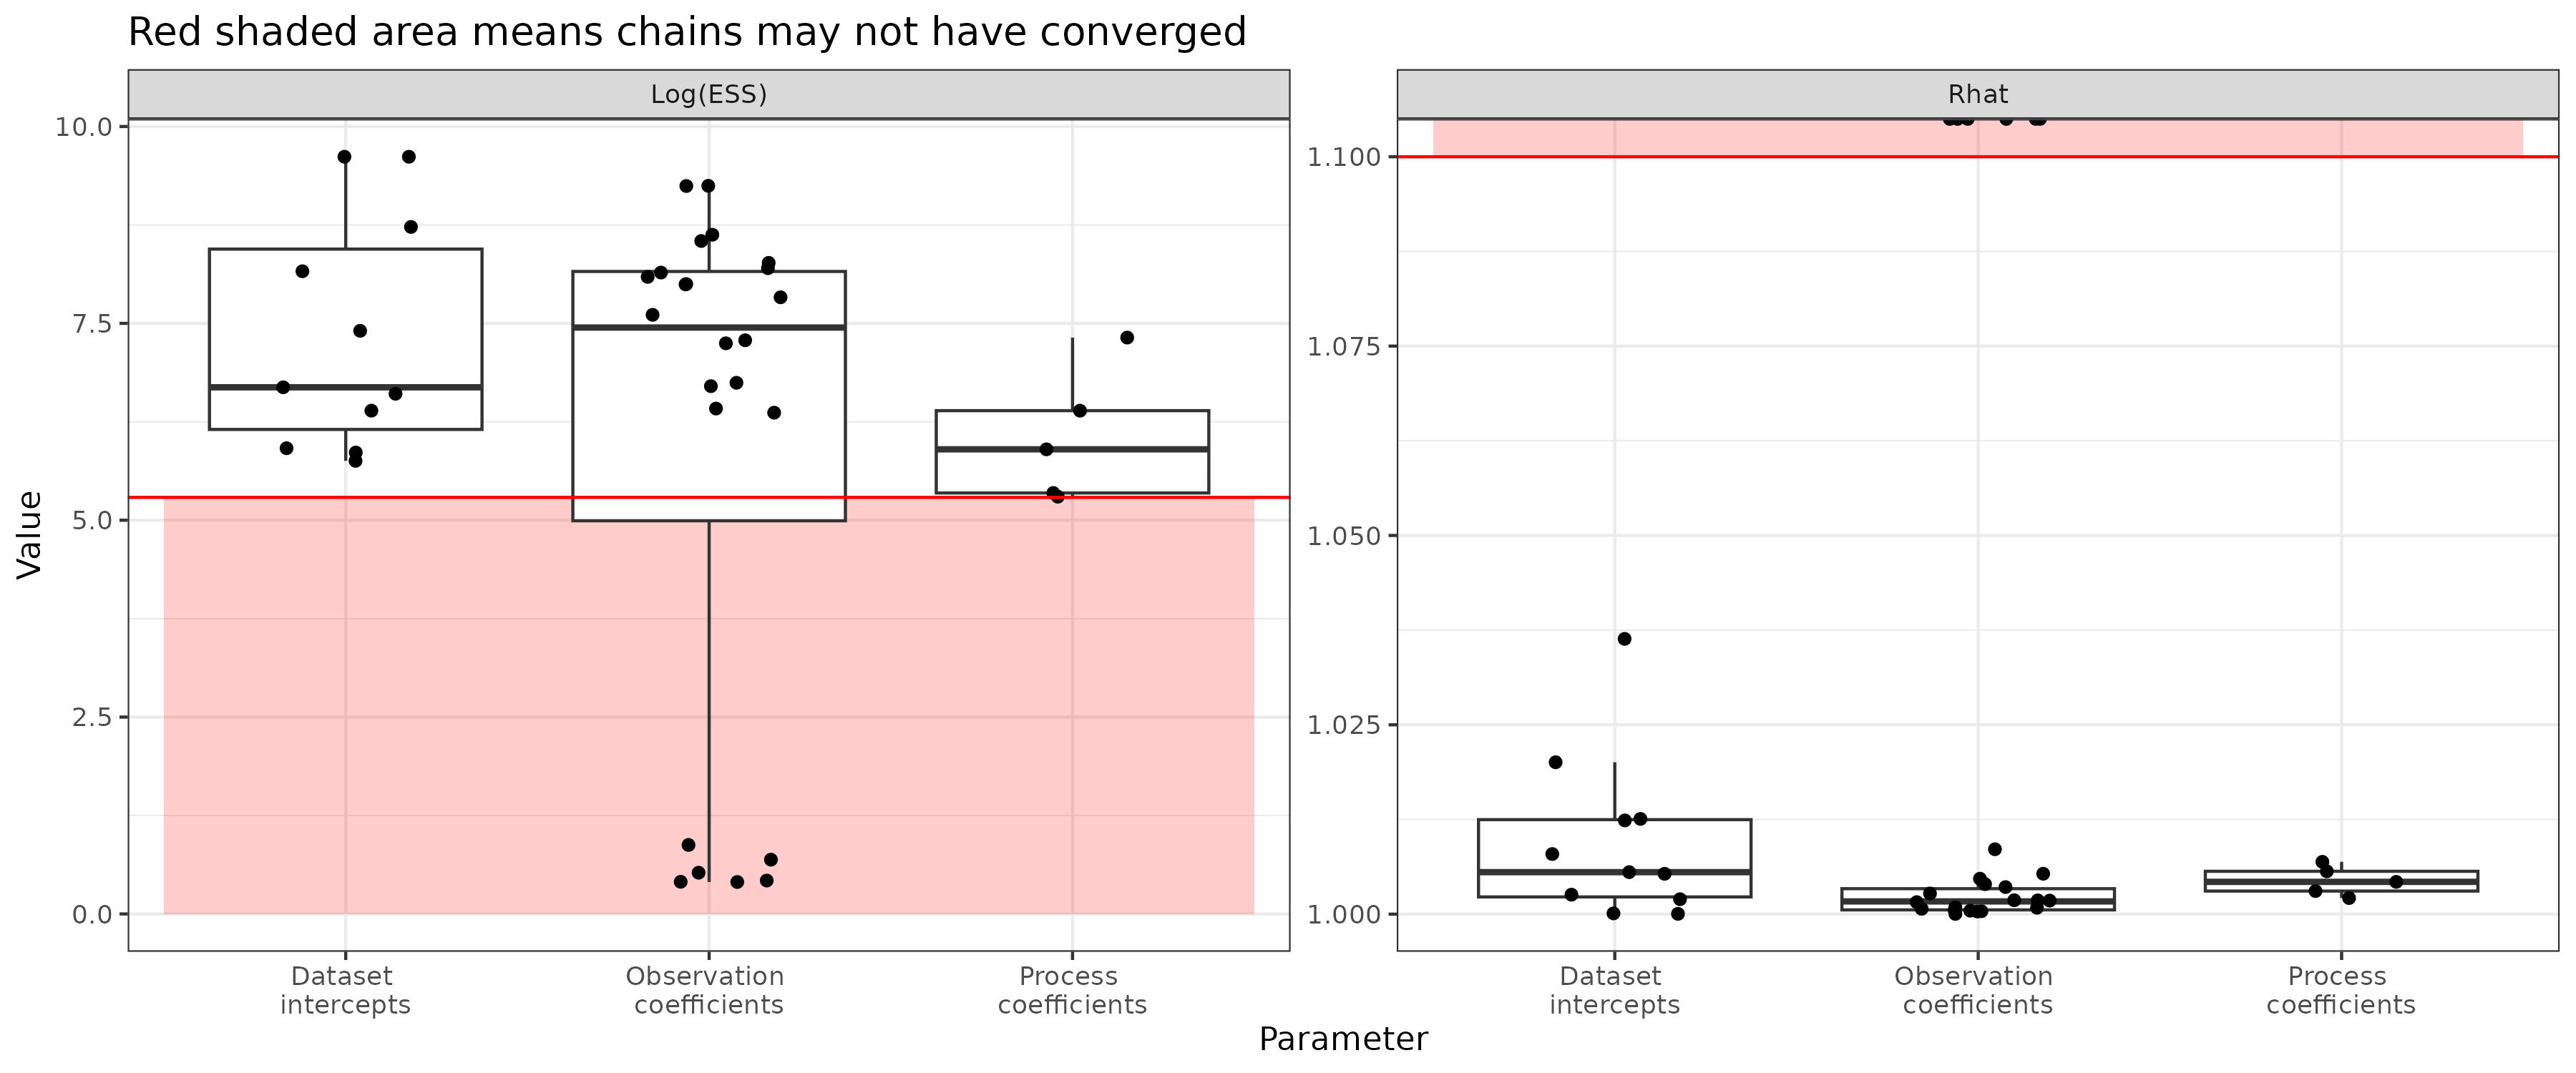 Red shaded area means chains may not have converged
Log(ESS)
Rhat
Value
10.0
7.5
5.0
2.5
0.0
1.100
1.075
1.050
1.025
1.000
Dataset
intercepts
Observation
coefficients
Process
coefficients
Dataset
intercepts
Observation
coefficients
Process
coefficients
Parameter